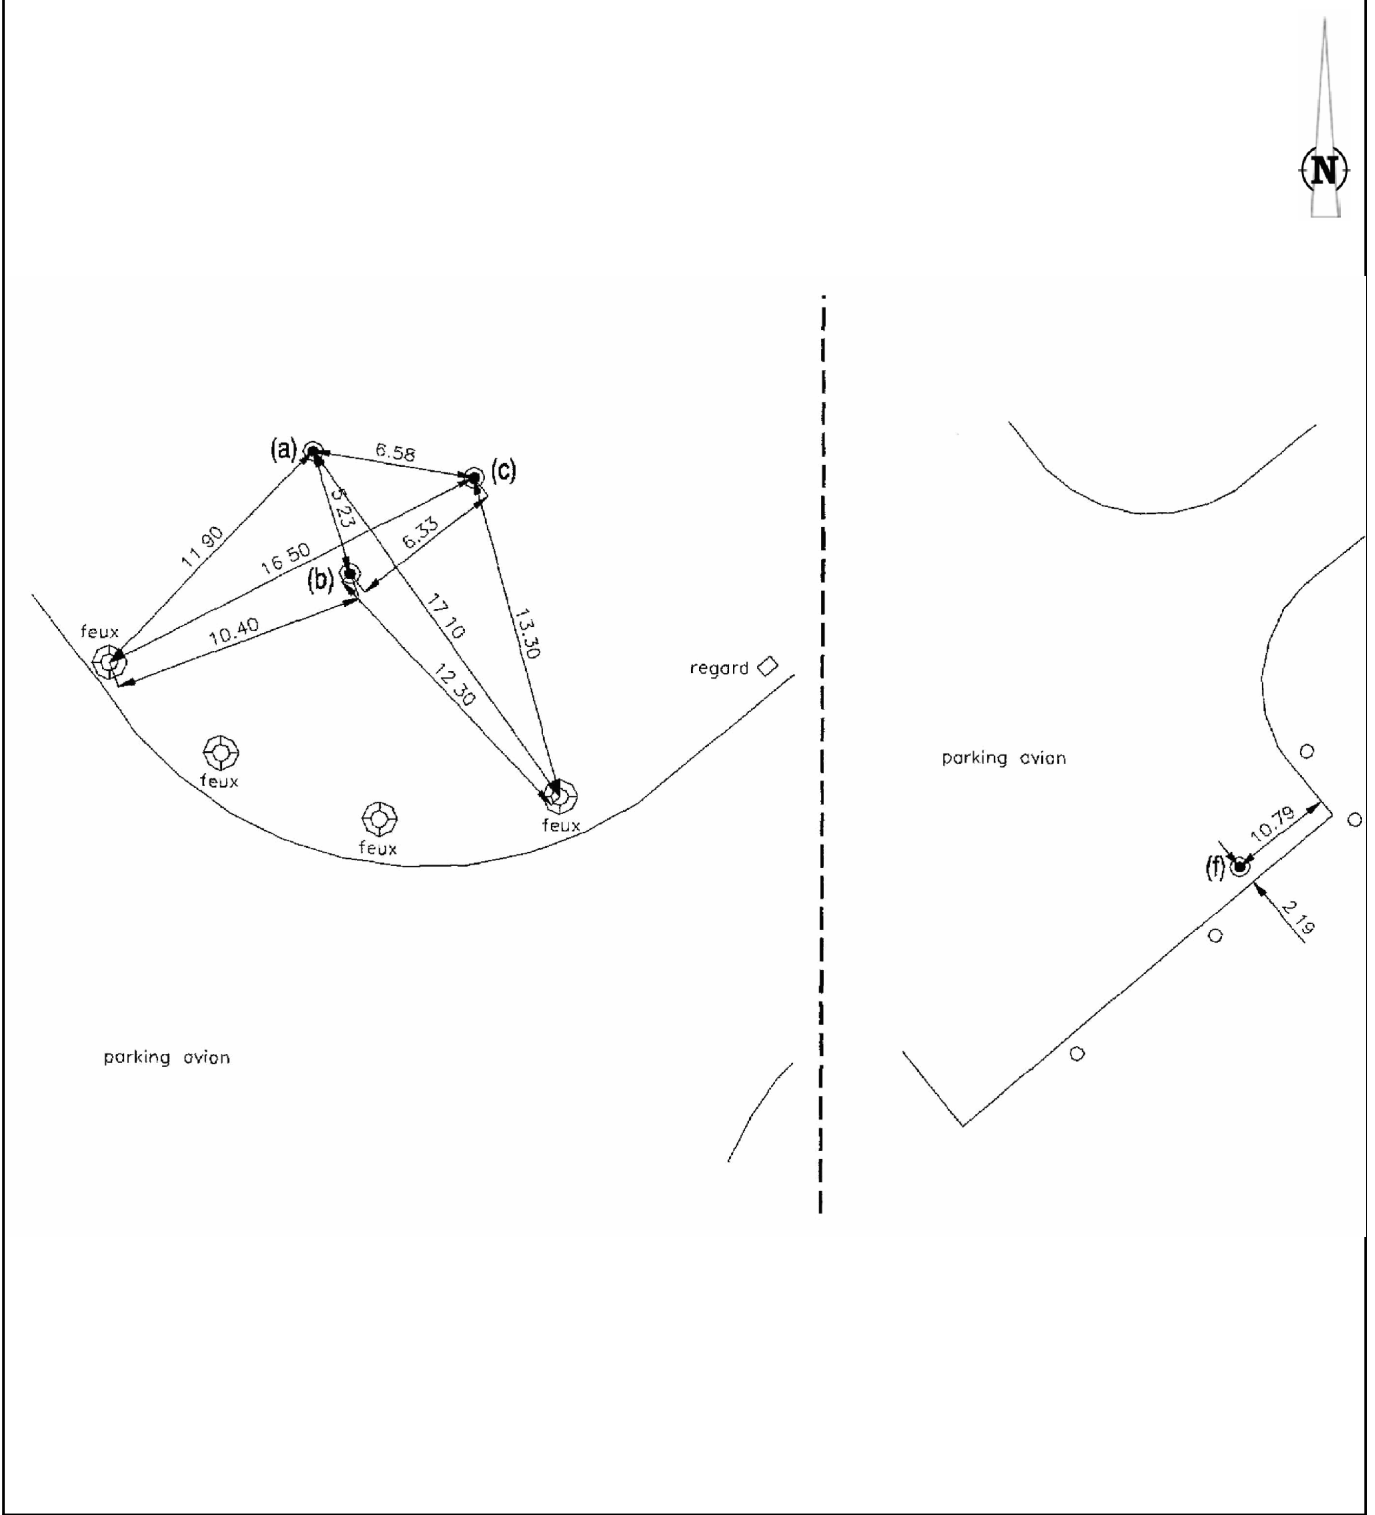 N
(a)
6.58
(c)
5.23
6.33
11.90
16 50
(b)
17.10
13.30
feux
10.40
12.30
regard
feux
feux
feux
parking avion
parking avion
10.79
(f)
2.19